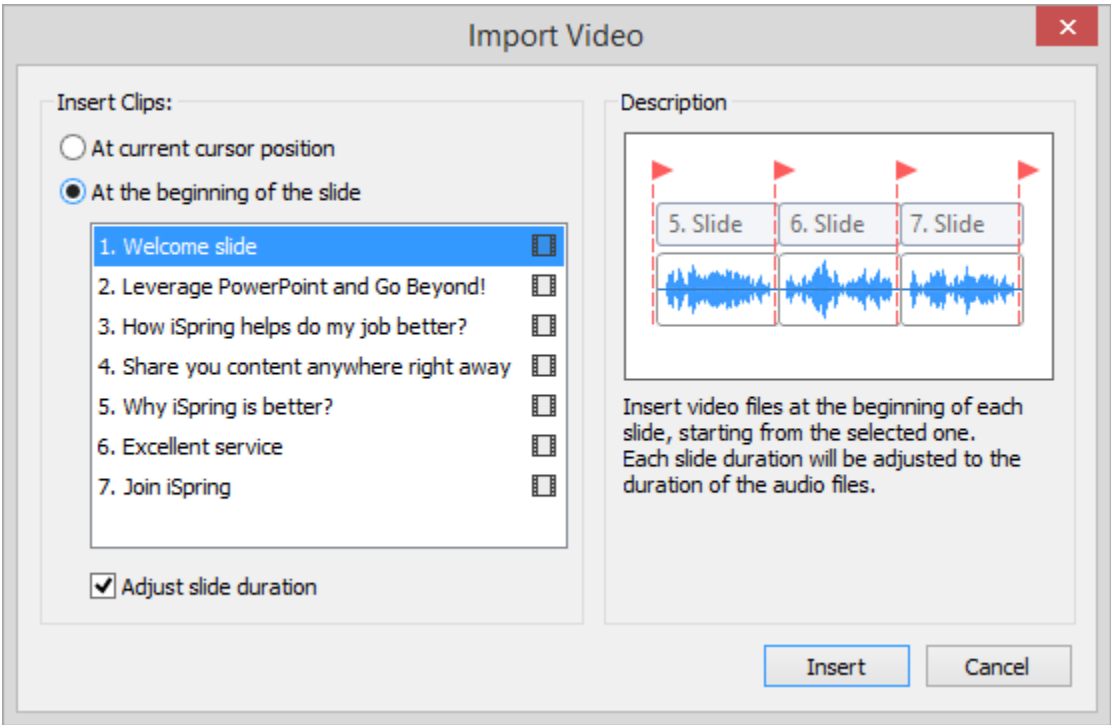 Import Video
Insert Clips:
At current cursor position
At the beginning of the slide
1. Welcome slide
2. Leverage PowerPoint and Go Beyond!
3. How iSpring helps do my job better?
4. Share you content anywhere right away
5. Why iSpring is better?
6. Excellent service
7. Join iSpring
Adjust slide duration
Description
5. Slide
6. Slide
7. Slide
Insert video files at the beginning of each
slide, starting from the selected one.
Each slide duration will be adjusted to the
duration of the audio files.
Insert
Cancel